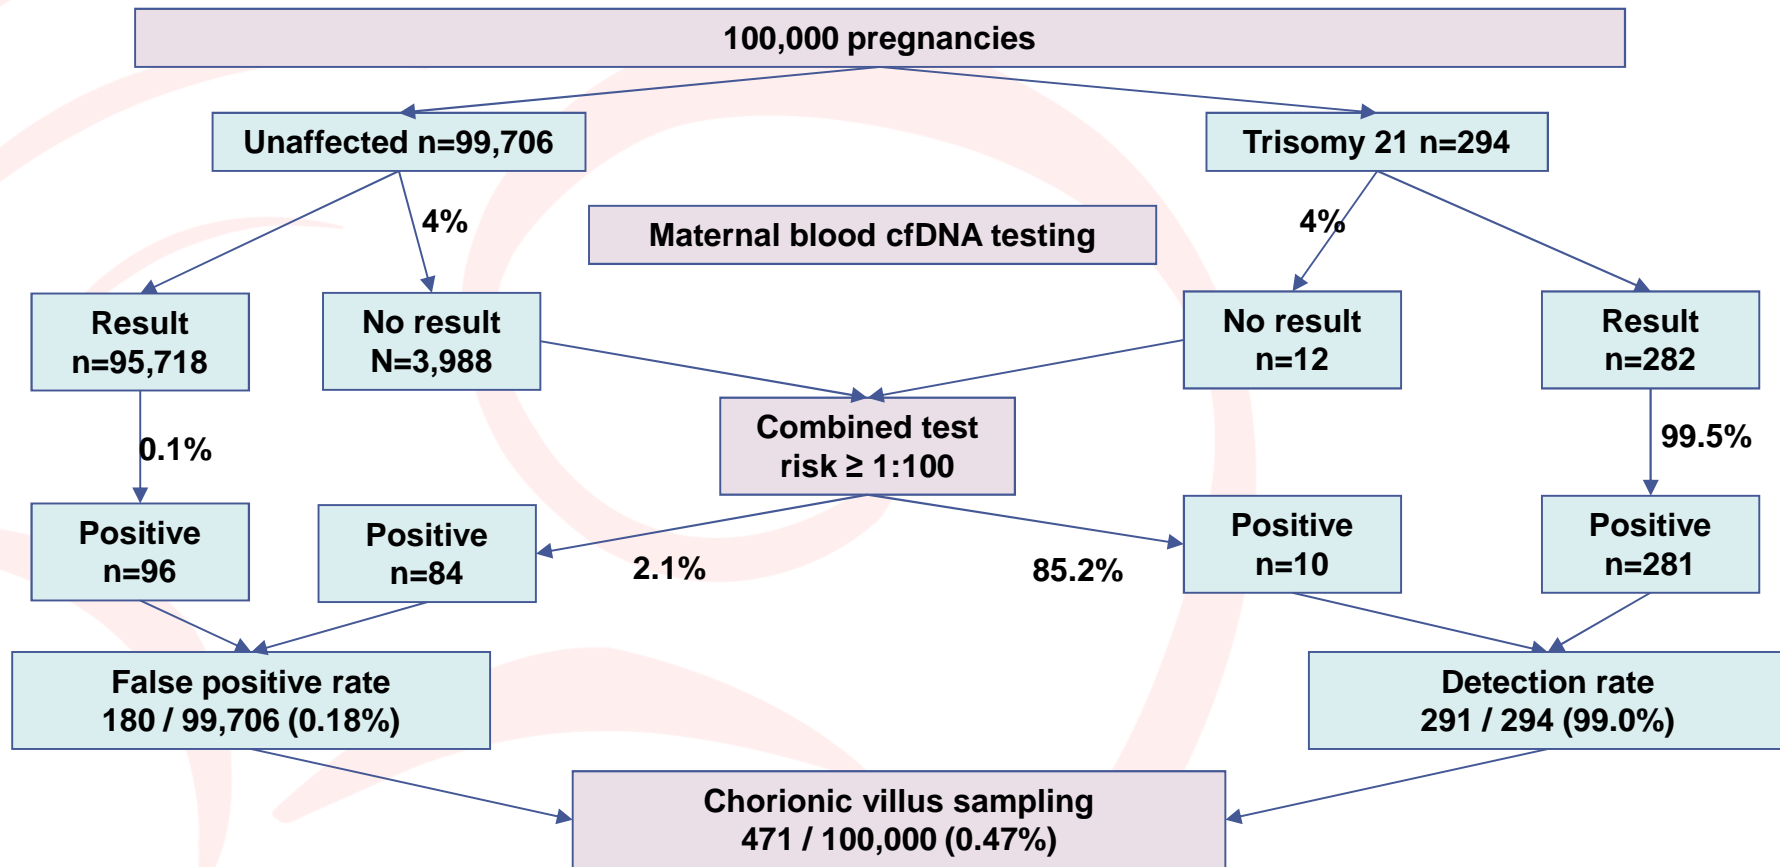 100,000 pregnancies
Unaffected n=99,706
Trisomy 21 n=294
4%
Maternal blood cfDNA testing
4%
Result
n=95,718
No result
N=3,988
No result
n=12
Result
n=282
0.1%
Combined test
risk ≥ 1:100
99.5%
Positive
n=96
Positive
n=84
2.1%
85.2%
Positive
n=10
Positive
n=281
False positive rate
180 / 99,706 (0.18%)
Detection rate
291 / 294 (99.0%)
Chorionic villus sampling
471 / 100,000 (0.47%)